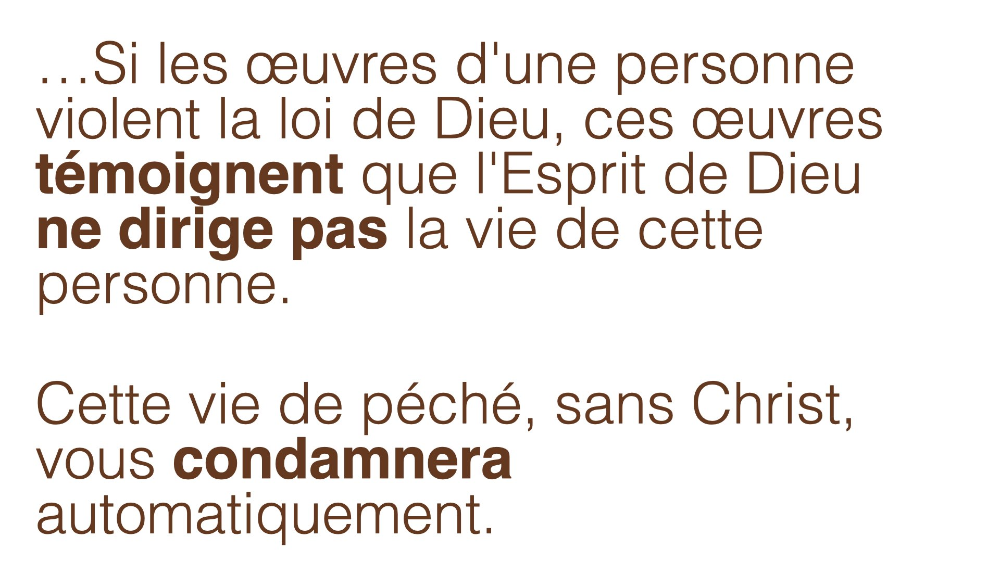 …Si les œuvres d'une personne
violent la loi de Dieu, ces œuvres
témoignent que l'Esprit de Dieu
ne dirige pas la vie de cette
personne.
Cette vie de péché, sans Christ,
vous condamnera
automatiquement.